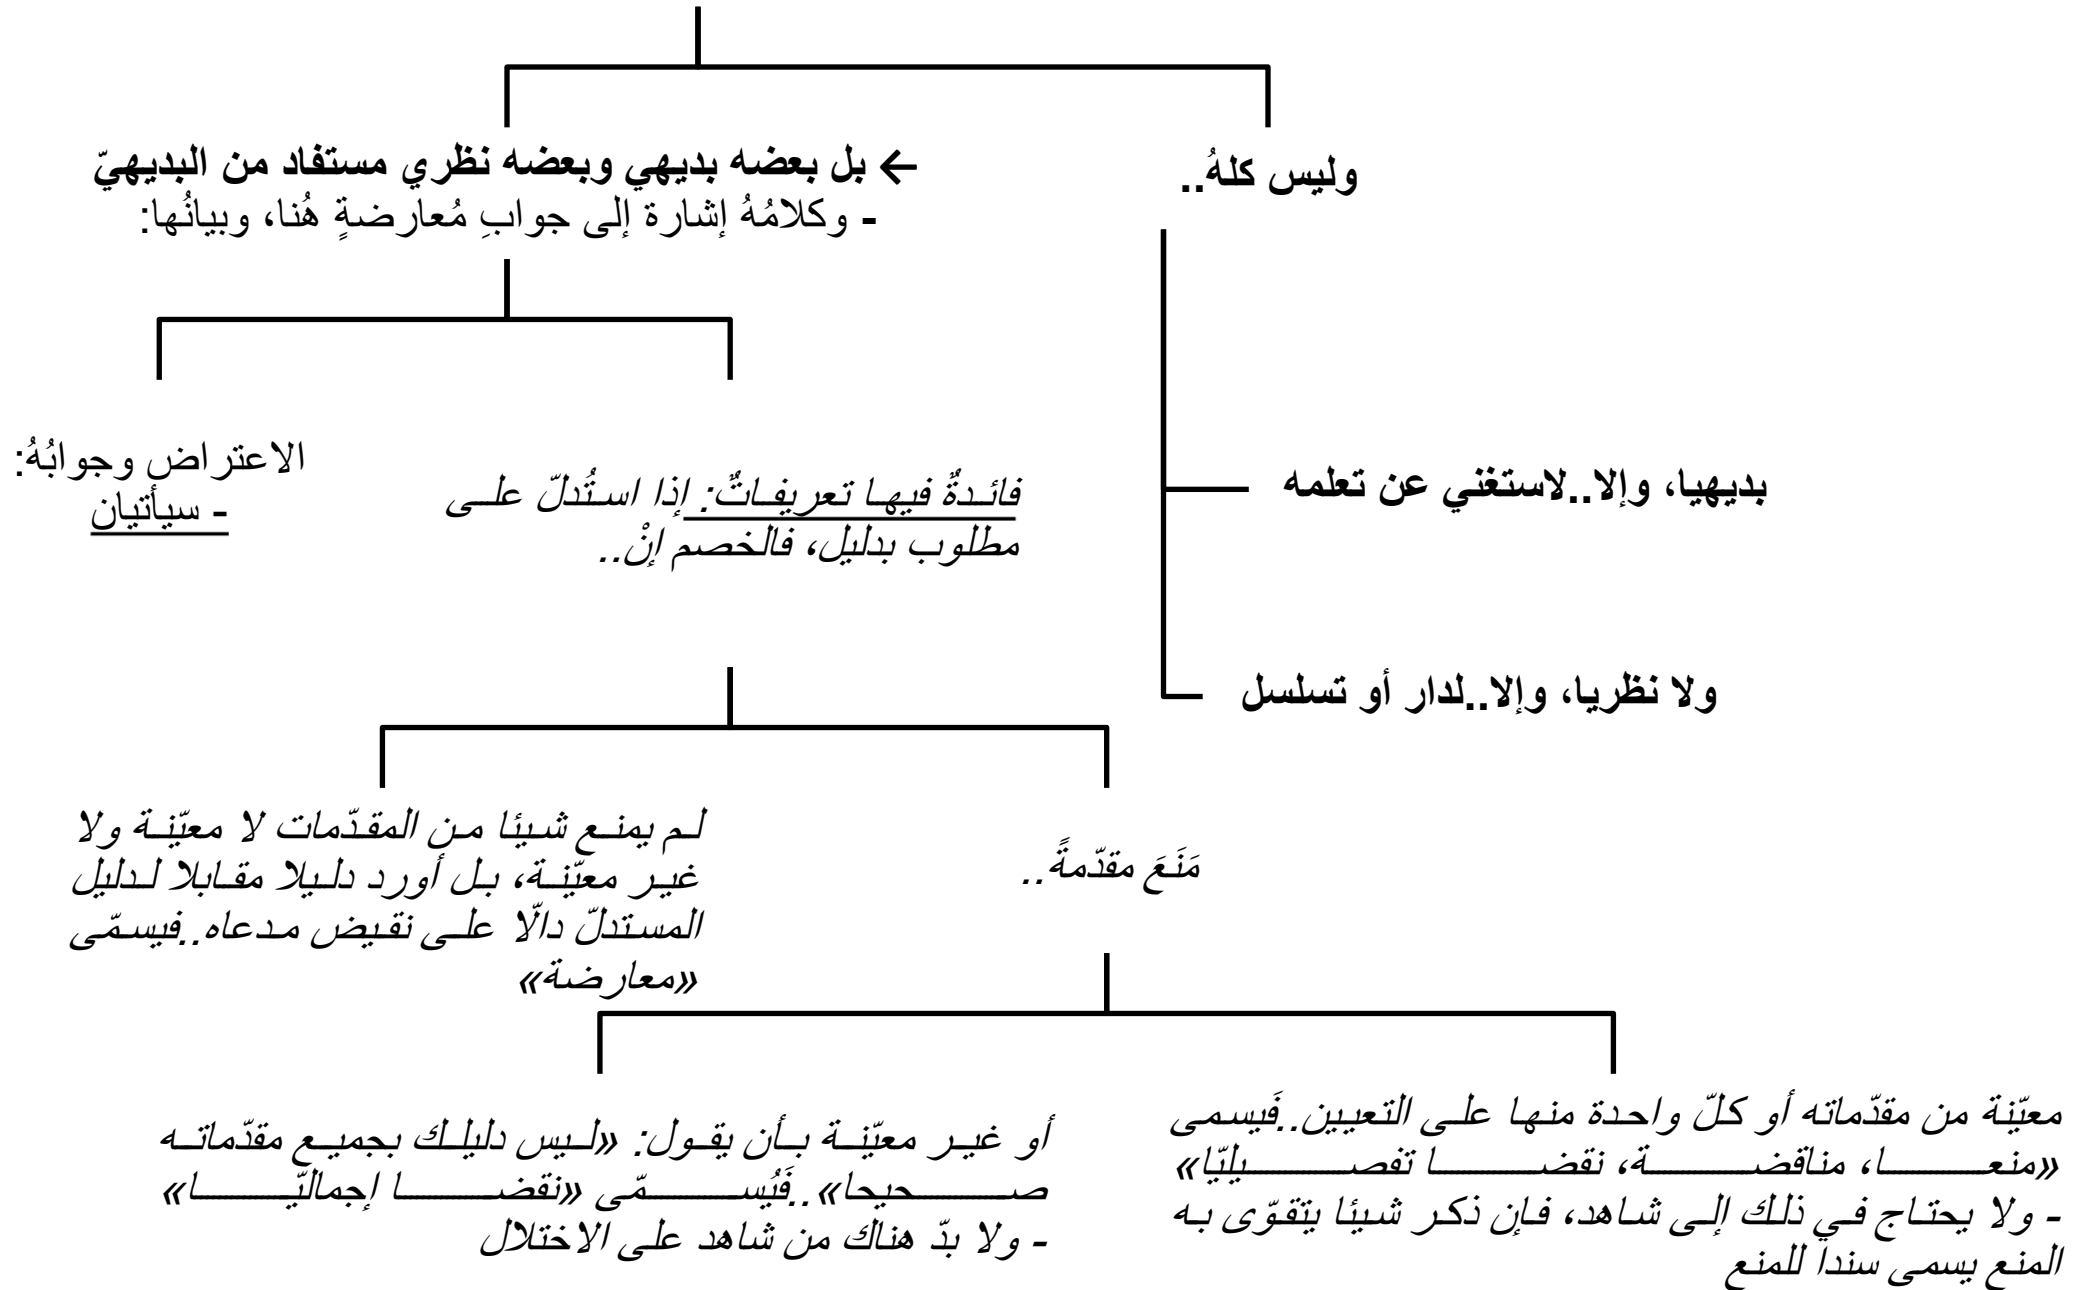 وليس كلهُ..
بديهيا، وإلا..لاستغني عن تعلمه
ولا نظريا، وإلا..لدار أو تسلسل
← بل بعضه بديهي وبعضه نظري مستفاد من البديهيّ
- وكلامُهُ إشارة إلى جوابِ مُعارضةٍ هُنا، وبيانُها:
فائدةٌ فيها تعريفاتٌ: إذا استُدلّ على
مطلوب بدليل، فالخصم إنْ..
مَنَعَ مقدّمةً..
معيّنة من مقدّماته أو كلّ واحدة منها على التعيين..فَيسمى
«منعا، مناقضة، نقضا تفصيليّا»
- ولا يحتاج في ذلك إلى شاهد، فإن ذكر شيئا يتقوّى به
المنع يسمى سندا للمنع
أو غير معيّنة بأن يقول: «ليس دليلك بجميع مقدّماته
صحيحا»..فَيُسمّى «نقضا إجماليّا»
- ولا بدّ هناك من شاهد على الاختلال
لم يمنع شيئا من المقدّمات لا معيّنة ولا
غير معيّنة، بل أورد دليلا مقابلا لدليل
المستدلّ دالّا على نقيض مدعاه..فيسمّى
«معارضة»
الاعتراض وجوابُهُ:
- سيأتيان